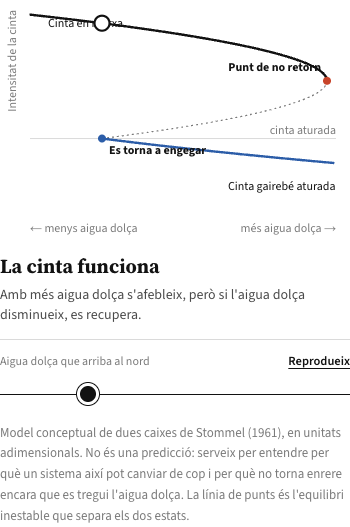 Intensitat de la cinta
Cinta en
Punt de no retorn
cinta aturada
Es torna a engegar
Cinta gairebé aturada
← menys aigua dolça
més aigua dolça →
La cinta funciona
Amb més aigua dolça s'afebleix, però si l'aigua dolça
disminueix, es recupera.
Aigua dolça que arriba al nord
Reprodueix
Model conceptual de dues caixes de Stommel (1961), en unitats
adimensionals. No és una predicció: serveix per entendre per
què un sistema així pot canviar de cop i per què no torna enrere
encara que es tregui l'aigua dolça. La línia de punts és l'equilibri
inestable que separa els dos estats.